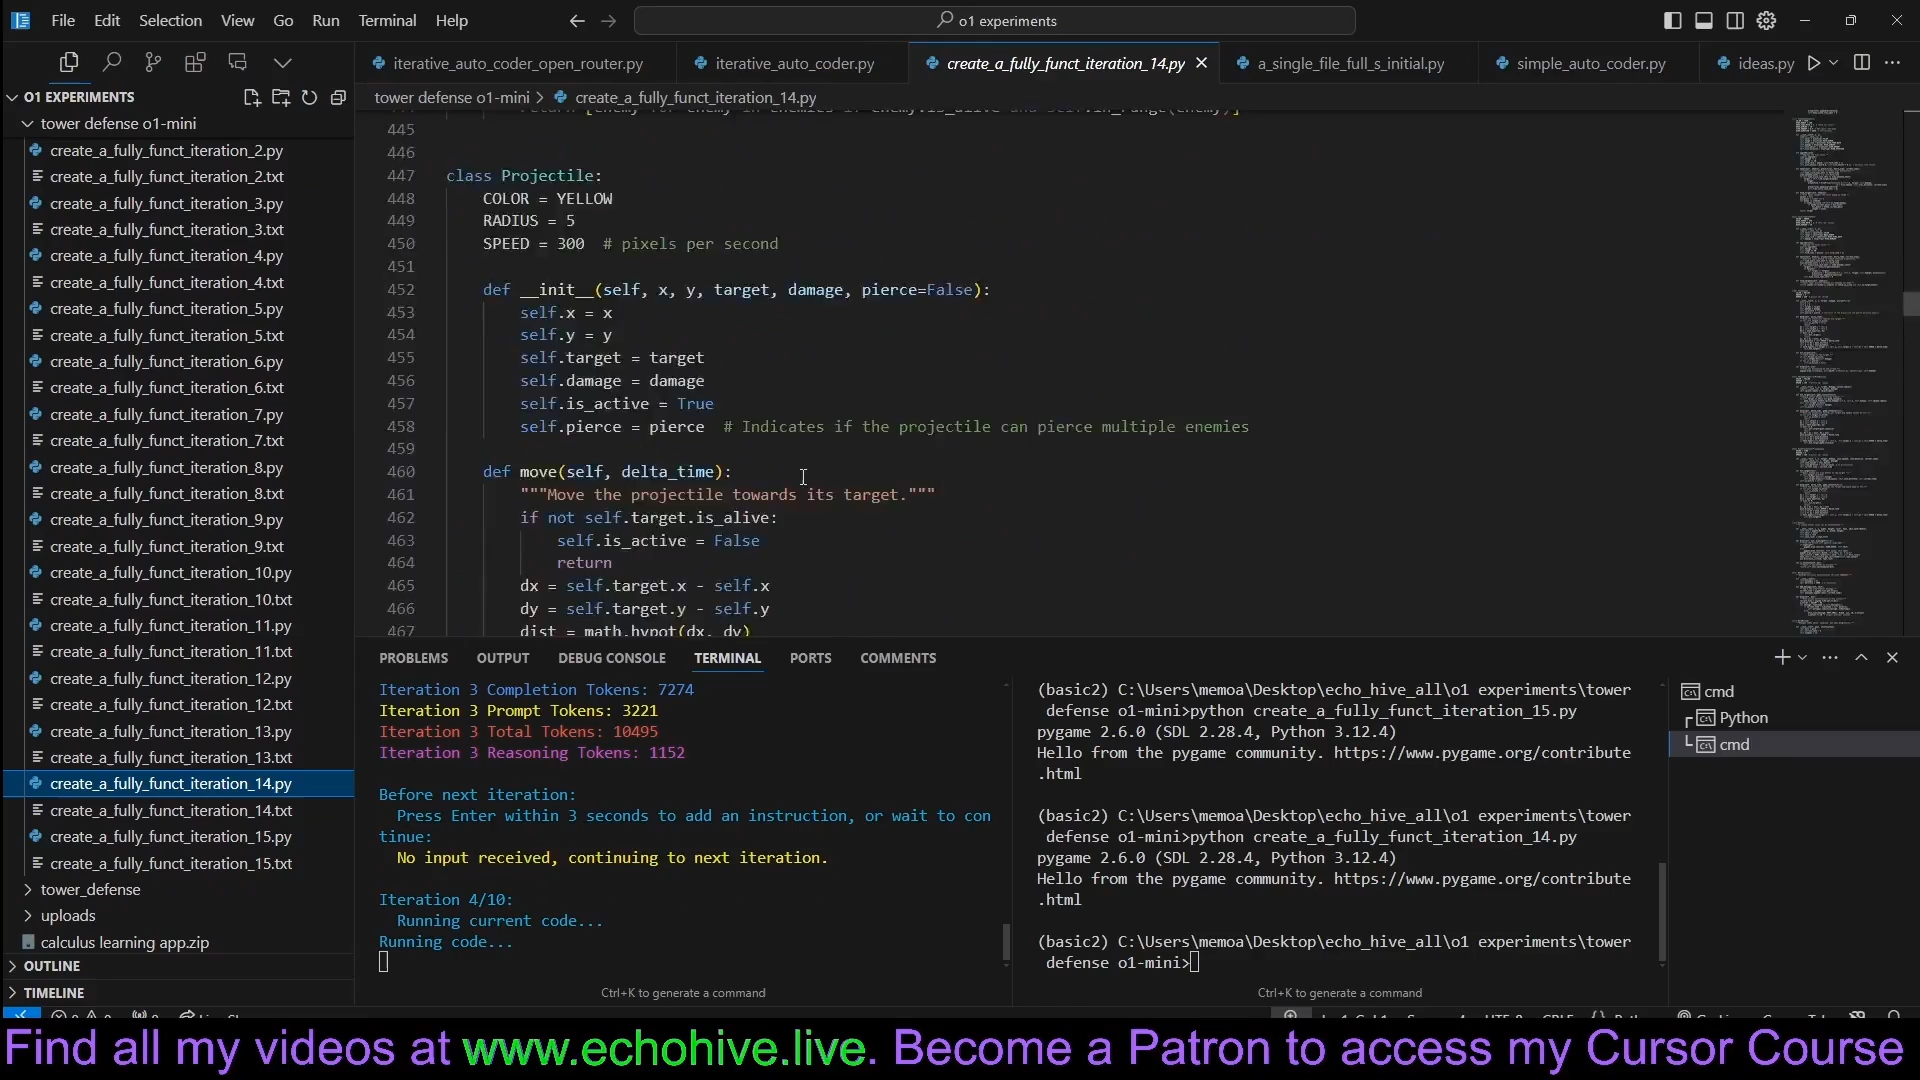 File Edit Selection View Go Run Terminal Help
o1 experiments
iterative_auto_coder_open_router.py
iterative_auto_coder.py
create_a_fully_funct_iteration_14.py
a_single_file_full_s_initial.py
simple_auto_coder.py
ideas.py
O1 EXPERIMENTS
tower defense o1-mini > create_a_fully_funct_iteration_14.py
tower defense o1-mini
create_a_fully_funct_iteration_2.py
create_a_fully_funct_iteration_2.txt
create_a_fully_funct_iteration_3.py
create_a_fully_funct_iteration_3.txt
create_a_fully_funct_iteration_4.py
create_a_fully_funct_iteration_4.txt
create_a_fully_funct_iteration_5.py
create_a_fully_funct_iteration_5.txt
create_a_fully_funct_iteration_6.py
create_a_fully_funct_iteration_6.txt
create_a_fully_funct_iteration_7.py
create_a_fully_funct_iteration_7.txt
create_a_fully_funct_iteration_8.py
create_a_fully_funct_iteration_8.txt
create_a_fully_funct_iteration_9.py
create_a_fully_funct_iteration_9.txt
create_a_fully_funct_iteration_10.py
create_a_fully_funct_iteration_10.txt
create_a_fully_funct_iteration_11.py
create_a_fully_funct_iteration_11.txt
create_a_fully_funct_iteration_12.py
create_a_fully_funct_iteration_12.txt
create_a_fully_funct_iteration_13.py
create_a_fully_funct_iteration_13.txt
create_a_fully_funct_iteration_14.py
create_a_fully_funct_iteration_14.txt
create_a_fully_funct_iteration_15.py
create_a_fully_funct_iteration_15.txt
tower_defense
uploads
calculus learning app.zip
OUTLINE
TIMELINE
445
446
447 class Projectile:
448 COLOR = YELLOW
449 RADIUS = 5
450 SPEED = 300 # pixels per second
451
452 def __init__(self, x, y, target, damage, pierce=False):
453 self.x = x
454 self.y = y
455 self.target = target
456 self.damage = damage
457 self.is_active = True
458 self.pierce = pierce # Indicates if the projectile can pierce multiple enemies
459
460 def move(self, delta_time):
461 """Move the projectile towards its target."""
462 if not self.target.is_alive:
463 self.is_active = False
464 return
465 dx = self.target.x - self.x
466 dy = self.target.y - self.y
467 dist = math.hypot(dx, dy)
PROBLEMS OUTPUT DEBUG CONSOLE TERMINAL PORTS COMMENTS
Iteration 3 Completion Tokens: 7274
Iteration 3 Prompt Tokens: 3221
Iteration 3 Total Tokens: 10495
Iteration 3 Reasoning Tokens: 1152
Before next iteration:
Press Enter within 3 seconds to add an instruction, or wait to con
tinue:
No input received, continuing to next iteration.
Iteration 4/10:
Running current code...
Running code...
Ctrl+K to generate a command
(basic2) C:\Users\memoa\Desktop\echo_hive_all\o1 experiments\tower
defense o1-mini>python create_a_fully_funct_iteration_15.py
pygame 2.6.0 (SDL 2.28.4, Python 3.12.4)
Hello from the pygame community. https://www.pygame.org/contribute
.html
(basic2) C:\Users\memoa\Desktop\echo_hive_all\o1 experiments\tower
defense o1-mini>python create_a_fully_funct_iteration_14.py
pygame 2.6.0 (SDL 2.28.4, Python 3.12.4)
Hello from the pygame community. https://www.pygame.org/contribute
.html
(basic2) C:\Users\memoa\Desktop\echo_hive_all\o1 experiments\tower
defense o1-mini>
Ctrl+K to generate a command
cmd
Python
cmd
Find all my videos at www.echohive.live. Become a Patron to access my Cursor Course